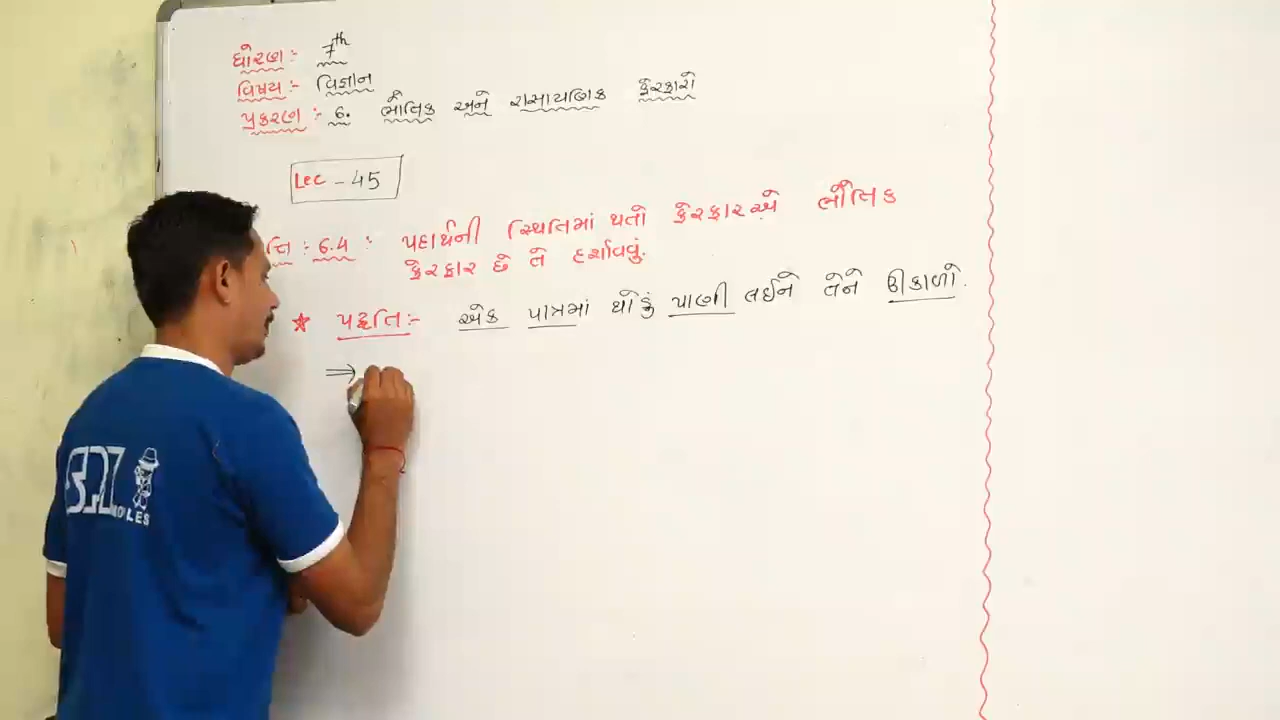 ધોરણ :- 7th
વિષય :- વિજ્ઞાન
પ્રકરણ :- 6. ભૌતિક અને રાસાયણિક ફેરફારો
Lec - 45
ત્તિ : 6.4 : પદાર્થની સ્થિતિમાં થતો ફેરફાર એ ભૌતિક
ફેરફાર છે તે દર્શાવવું.
★ પદ્ધતિ :- એક પાત્રમાં થોડું પાણી લઈને તેને ઉકાળો.
⇒